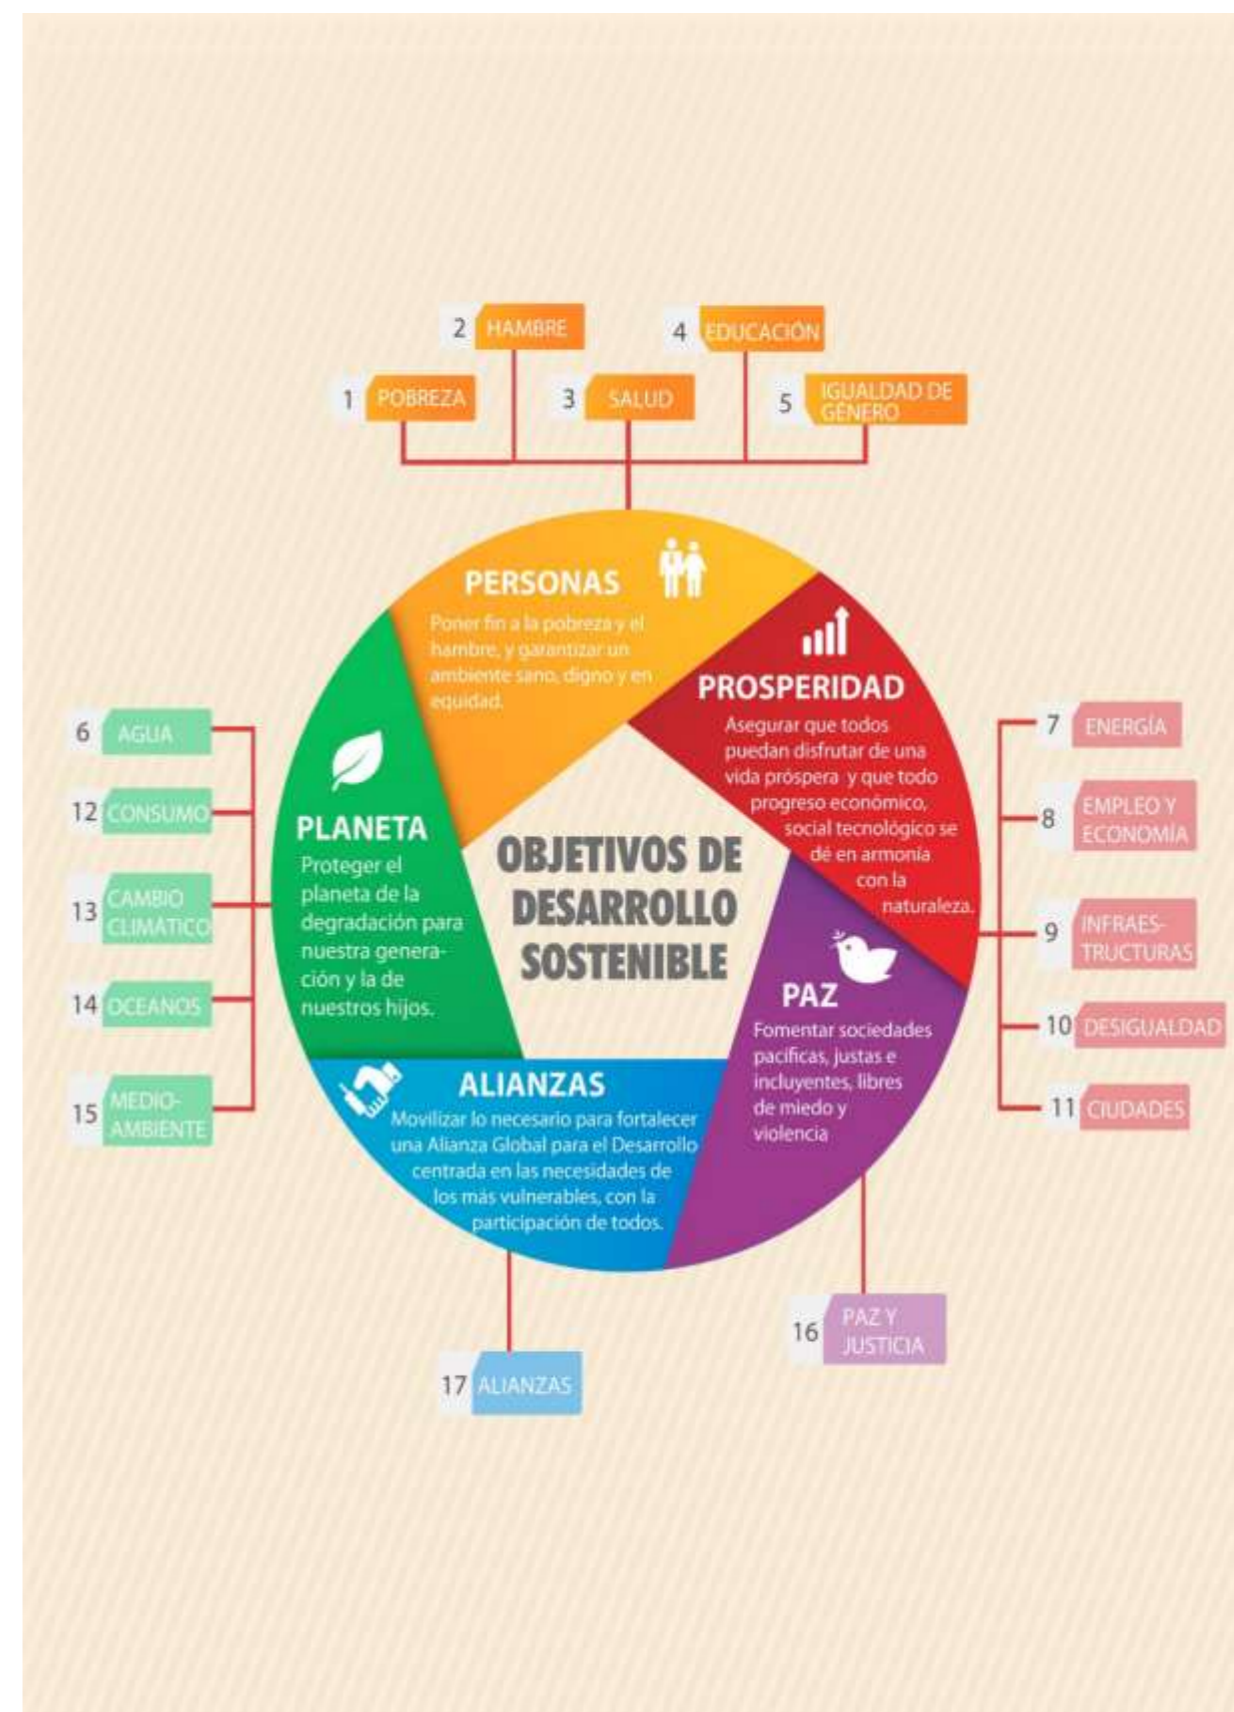 2 HAMBRE
4 EDUCACIÓN
1 POBREZA
3 SALUD
5 IGUALDAD DE
GÉNERO
PERSONAS
Poner fin a la pobreza y el
hambre, y garantizar un
ambiente sano, digno y en
equidad.
PROSPERIDAD
Asegurar que todos
puedan disfrutar de una
vida próspera y que todo
progreso económico,
social tecnológico se
dé en armonía
con la
naturaleza.
7 ENERGÍA
8 EMPLEO Y
ECONOMÍA
9 INFRAES-
TRUCTURAS
10 DESIGUALDAD
11 CIUDADES
6 AGUA
12 CONSUMO
13 CAMBIO
CLIMÁTICO
14 OCEANOS
15 MEDIO-
AMBIENTE
PLANETA
Proteger el
planeta de la
degradación para
nuestra genera-
ción y la de
nuestros hijos.
OBJETIVOS DE
DESARROLLO
SOSTENIBLE
PAZ
Fomentar sociedades
pacíficas, justas e
incluyentes, libres
de miedo y
violencia
ALIANZAS
Movilizar lo necesario para fortalecer
una Alianza Global para el Desarrollo
centrada en las necesidades de
los más vulnerables, con la
participación de todos.
16 PAZ Y
JUSTICIA
17 ALIANZAS